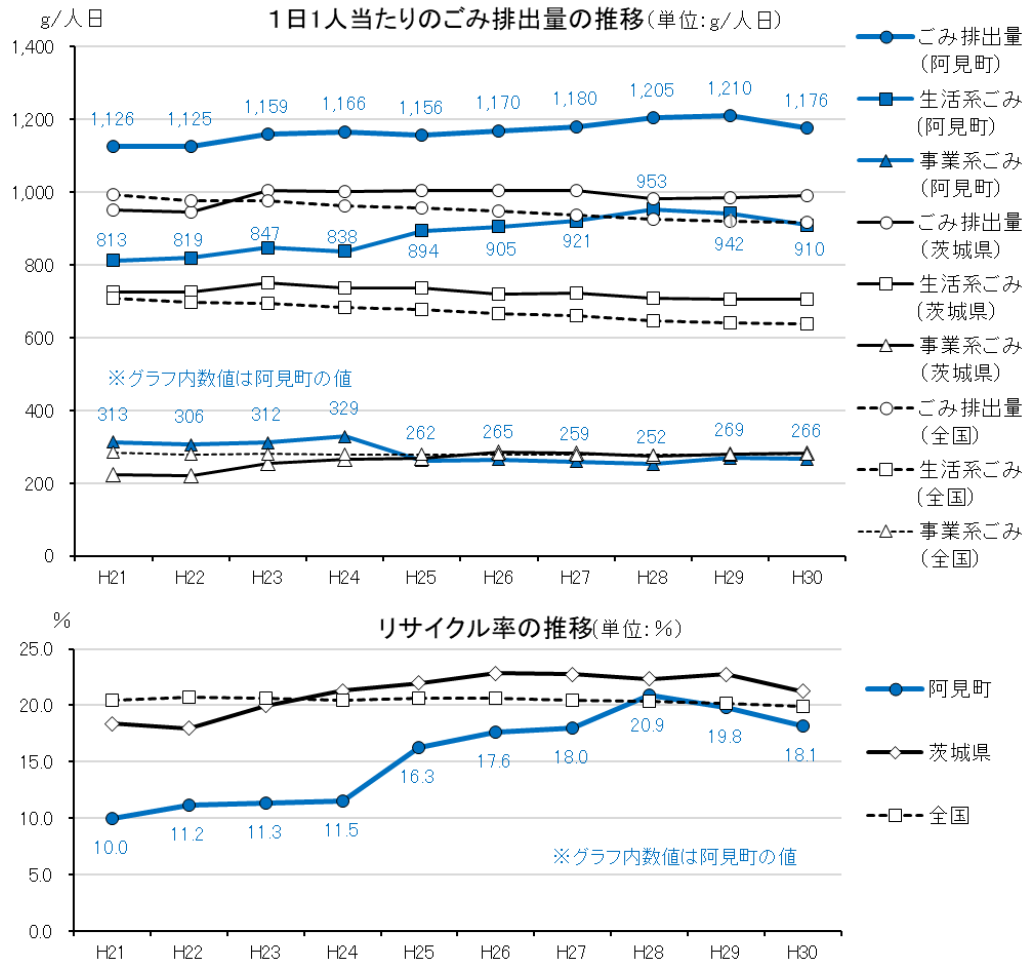 1日1人当たりのごみ排出量の推移(単位:g/人日)
g/人日
1,400
1,200
1,000
800
600
400
200
0
1,126 1,125 1,159 1,166 1,156 1,170 1,180 1,205 1,210 1,176
813 819 847 838 894 905 921 953 942 910
※グラフ内数値は阿見町の値
313 306 312 329 262 265 259 252 269 266
H21 H22 H23 H24 H25 H26 H27 H28 H29 H30
ごみ排出量
(阿見町)
生活系ごみ
(阿見町)
事業系ごみ
(阿見町)
ごみ排出量
(茨城県)
生活系ごみ
(茨城県)
事業系ごみ
(茨城県)
ごみ排出量
(全国)
生活系ごみ
(全国)
事業系ごみ
(全国)
リサイクル率の推移(単位:%)
%
25.0
20.0
15.0
10.0
5.0
0.0
10.0 11.2 11.3 11.5 16.3 17.6 18.0 20.9 19.8 18.1
※グラフ内数値は阿見町の値
H21 H22 H23 H24 H25 H26 H27 H28 H29 H30
阿見町
茨城県
全国